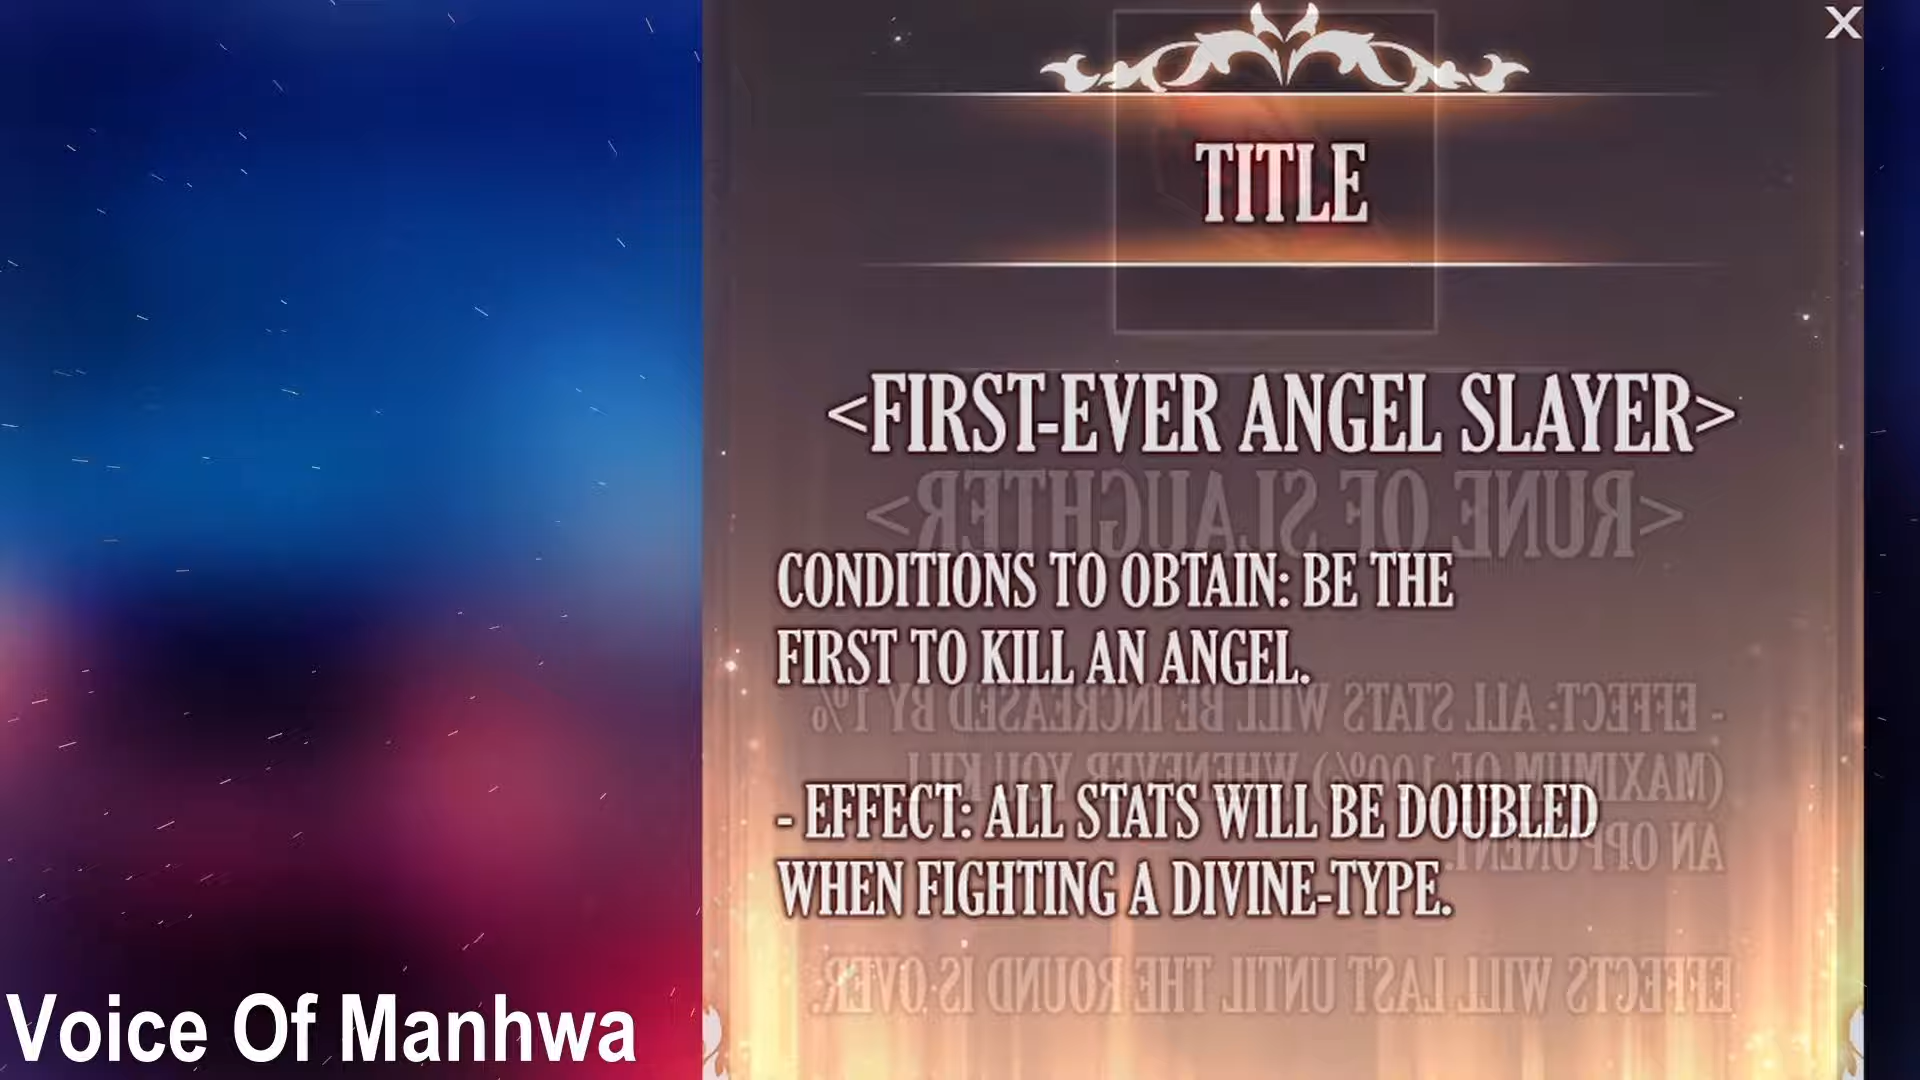 X
TITLE
<FIRST-EVER ANGEL SLAYER>
<RUNE OF SLAUGHTER>
CONDITIONS TO OBTAIN: BE THE
FIRST TO KILL AN ANGEL.
- EFFECT: ALL STATS WILL BE INCREASED BY 1%
(MAXIMUM OF 100%) WHENEVER YOU KILL
AN OPPONENT.
- EFFECT: ALL STATS WILL BE DOUBLED
WHEN FIGHTING A DIVINE-TYPE.
EFFECTS WILL LAST UNTIL THE ROUND IS OVER.
Voice Of Manhwa